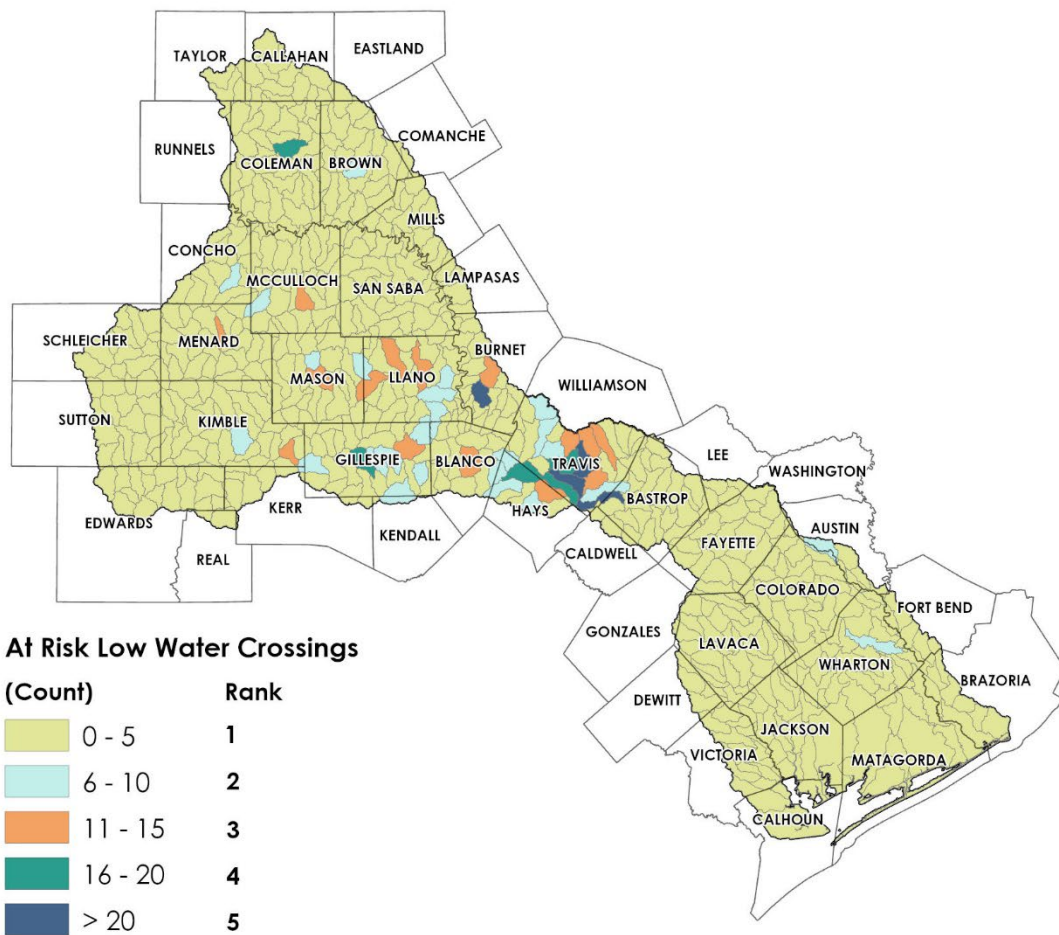 TAYLOR
CALLAHAN
EASTLAND
RUNNELS
COLEMAN
BROWN
COMANCHE
MILLS
CONCHO
MCCULLOCH
SAN SABA
LAMPASAS
SCHLEICHER
MENARD
MASON
LLANO
BURNET
WILLIAMSON
SUTTON
KIMBLE
GILLESPIE
BLANCO
TRAVIS
LEE
WASHINGTON
EDWARDS
KERR
HAYS
BASTROP
REAL
KENDALL
CALDWELL
FAYETTE
AUSTIN
COLORADO
FORT BEND
GONZALES
LAVACA
WHARTON
BRAZORIA
DEWITT
JACKSON
VICTORIA
MATAGORDA
CALHOUN
At Risk Low Water Crossings
(Count) Rank
0 - 5 1
6 - 10 2
11 - 15 3
16 - 20 4
> 20 5